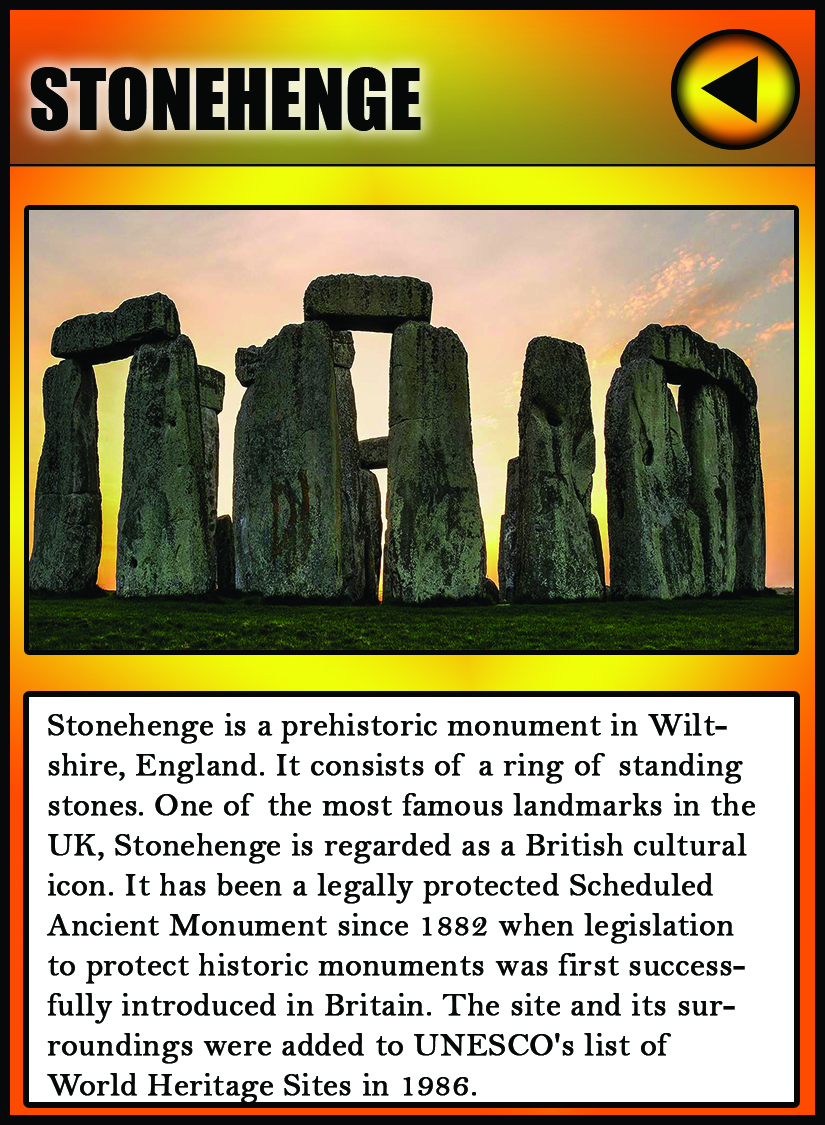 STONEHENGE
Stonehenge is a prehistoric monument in Wilt-
shire, England. It consists of a ring of standing
stones. One of the most famous landmarks in the
UK, Stonehenge is regarded as a British cultural
icon. It has been a legally protected Scheduled
Ancient Monument since 1882 when legislation
to protect historic monuments was first success-
fully introduced in Britain. The site and its sur-
roundings were added to UNESCO's list of
World Heritage Sites in 1986.